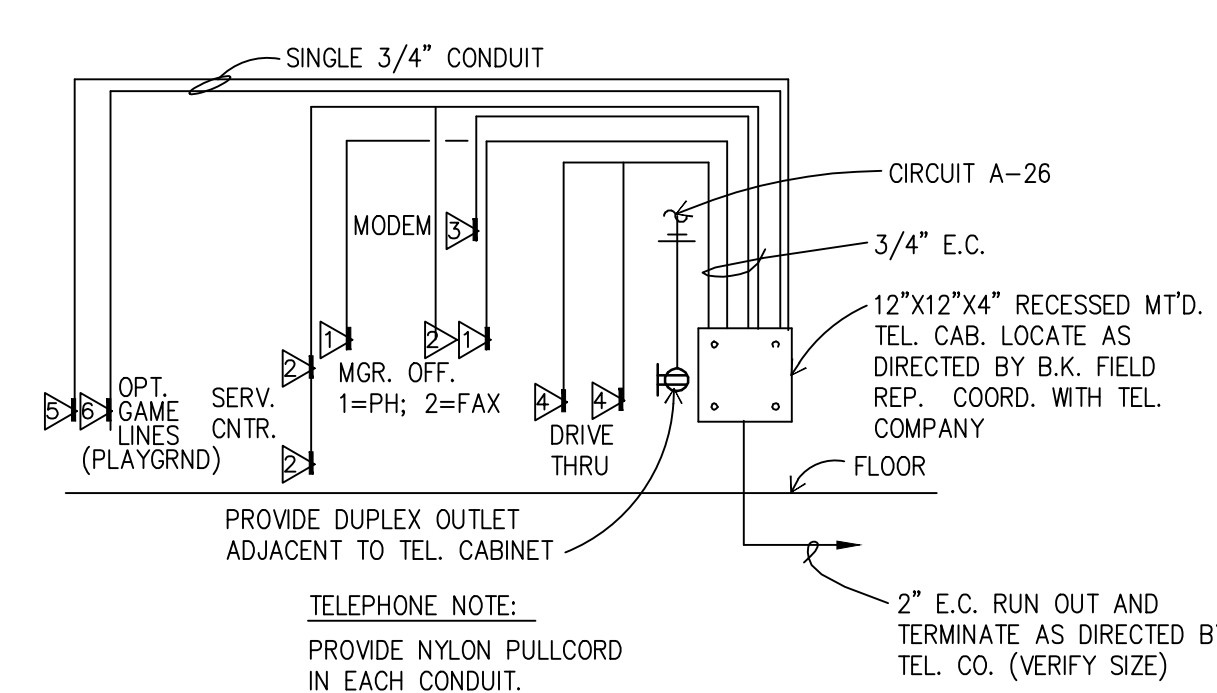 SINGLE 3/4" CONDUIT
CIRCUIT A-26
MODEM
3
3/4" E.C.
12"X12"X4" RECESSED MT'D.
TEL. CAB. LOCATE AS
DIRECTED BY B.K. FIELD
REP. COORD. WITH TEL.
COMPANY
1
2
1
2
MGR. OFF.
1=PH; 2=FAX
5
6
OPT.
GAME
LINES
(PLAYGRND)
SERV.
CNTR.
2
4
4
DRIVE
THRU
FLOOR
PROVIDE DUPLEX OUTLET
ADJACENT TO TEL. CABINET
TELEPHONE NOTE:
PROVIDE NYLON PULLCORD
IN EACH CONDUIT.
2" E.C. RUN OUT AND
TERMINATE AS DIRECTED BY
TEL. CO. (VERIFY SIZE)